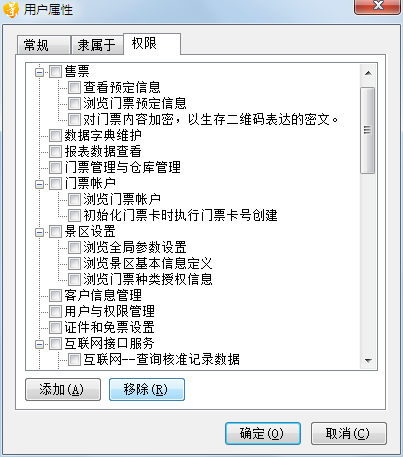 用户属性
常规 隶属于 权限
售票
查看预定信息
浏览门票预定信息
对门票内容加密，以生存二维码表达的密文。
数据字典维护
报表数据查看
门票管理与仓库管理
门票帐户
浏览门票帐户
初始化门票卡时执行门票卡号创建
景区设置
浏览全局参数设置
浏览景区基本信息定义
浏览门票种类授权信息
客户信息管理
用户与权限管理
证件和免票设置
互联网接口服务
互联网--查询核准记录数据
添加(A) 移除(R)
确定(O) 取消(C)